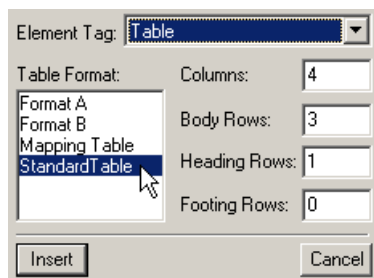 Element Tag: Table
Table Format:
Format A
Format B
Mapping Table
StandardTable
Columns: 4
Body Rows: 3
Heading Rows: 1
Footing Rows: 0
Insert
Cancel